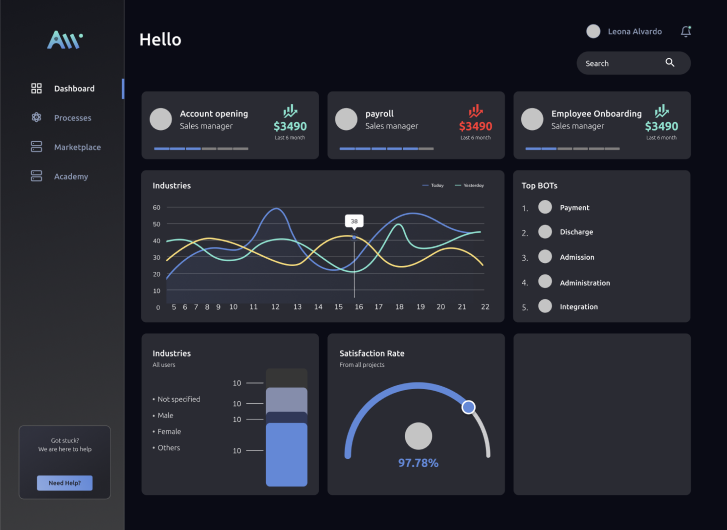 AW
Hello
Leona Alvardo
Search
Dashboard
Processes
Marketplace
Academy
Got stuck?
We are here to help
Need Help?
Account opening
Sales manager
$3490
Last 6 month
payroll
Sales manager
$3490
Last 6 month
Employee Onboarding
Sales manager
$3490
Last 6 month
Industries
Today
Yesterday
60
50
40
30
20
10
0
38
5 6 7 8 9 10 11 12 13 14 15 16 17 18 19 20 21 22
Top BOTs
1. Payment
2. Discharge
3. Admission
4. Administration
5. Integration
Industries
All users
• Not specified
• Male
• Female
• Others
10
10
10
10
Satisfaction Rate
From all projects
97.78%